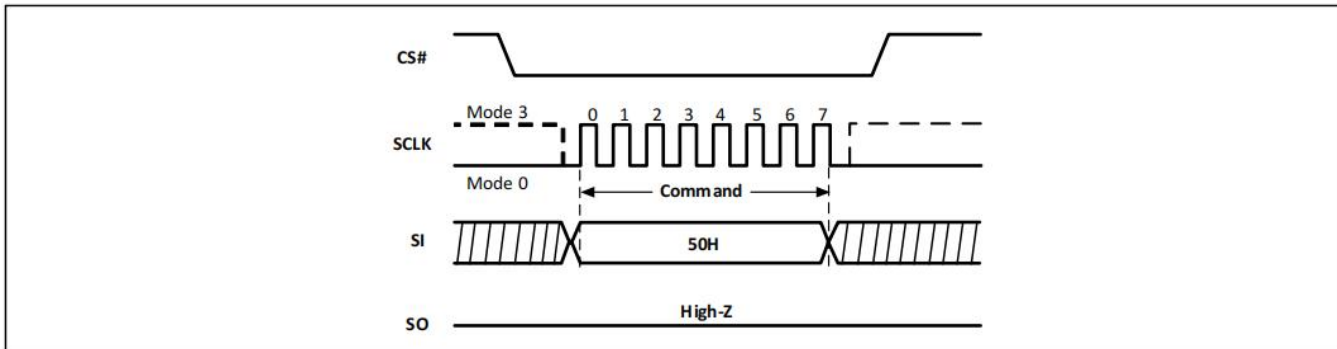 CS#
Mode 3
0 1 2 3 4 5 6 7
SCLK
Mode 0
Command
SI
50H
High-Z
SO